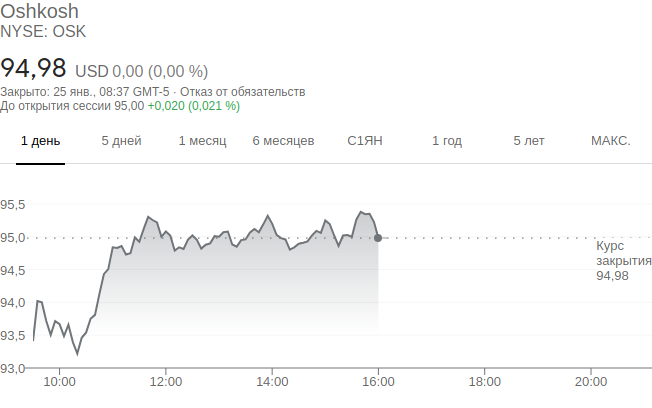 Oshkosh
NYSE: OSK
94,98 USD 0,00 (0,00 %)
Закрыто: 25 янв., 08:37 GMT-5 · Отказ от обязательств
До открытия сессии 95,00 +0,020 (0,021 %)
1 день 5 дней 1 месяц 6 месяцев С1ЯН 1 год 5 лет МАКС.
95,5
95,0
Курс
закрытия
94,98
94,5
94,0
93,5
93,0
10:00 12:00 14:00 16:00 18:00 20:00